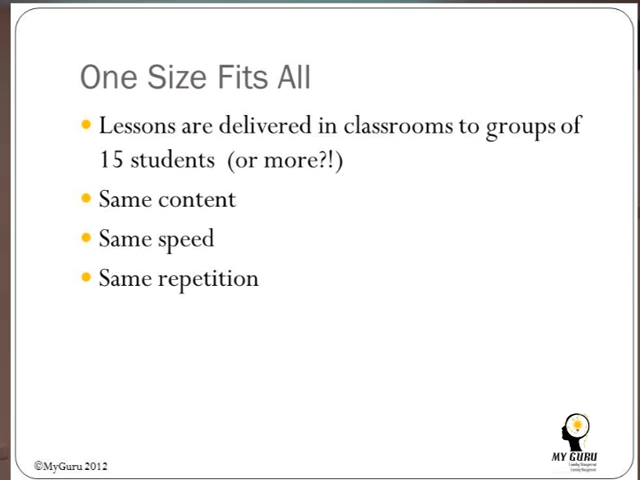 One Size Fits All
Lessons are delivered in classrooms to groups of
15 students (or more?!)
Same content
Same speed
Same repetition
MY GURU
©MyGuru 2012